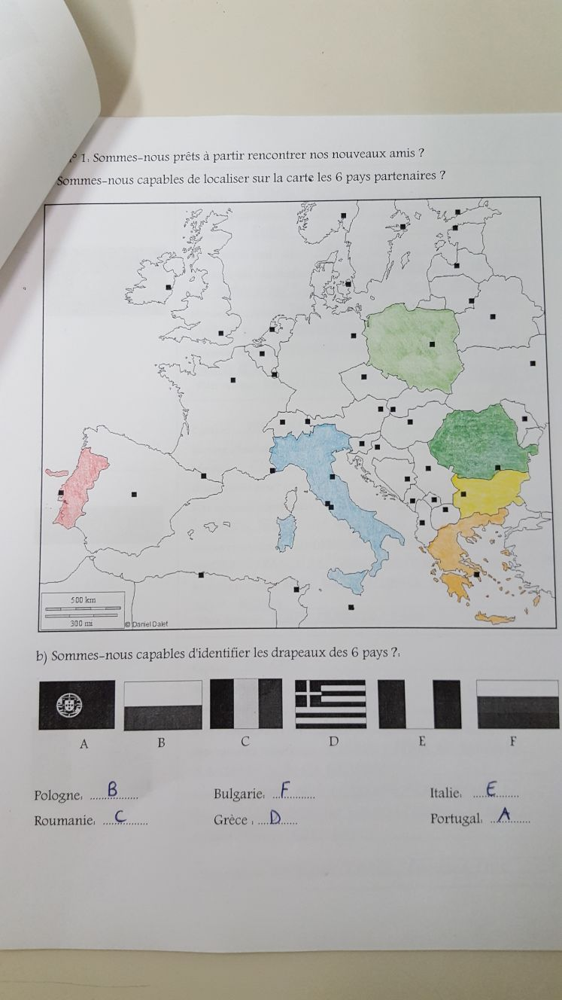 ° 1. Sommes-nous prêts à partir rencontrer nos nouveaux amis ?
Sommes-nous capables de localiser sur la carte les 6 pays partenaires ?
500 km
300 mi
© Daniel Dalet
b) Sommes-nous capables d'identifier les drapeaux des 6 pays ?:
A B C D E F
Pologne: ...B... Bulgarie: ...F... Italie: ...E...
Roumanie: ...C... Grèce : ...D... Portugal: ...A...